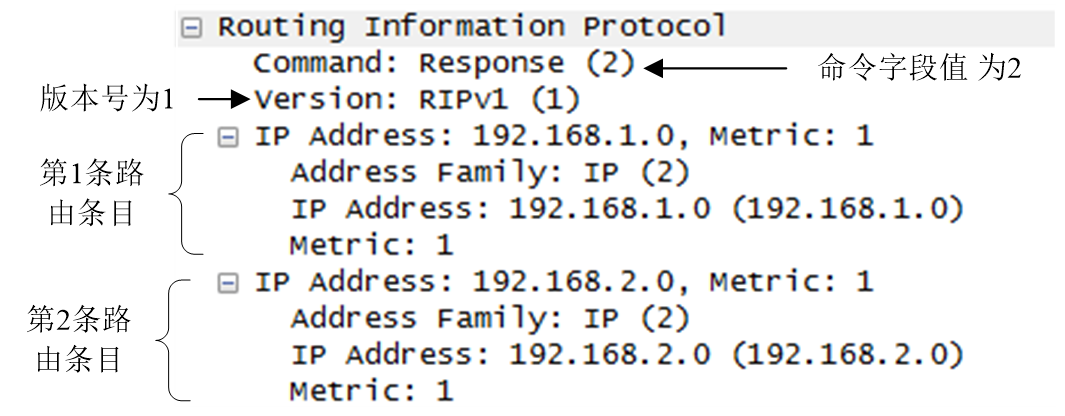 Routing Information Protocol
Command: Response (2)
命令字段值 为2
版本号为1
Version: RIPv1 (1)
IP Address: 192.168.1.0, Metric: 1
第1条路
由条目
Address Family: IP (2)
IP Address: 192.168.1.0 (192.168.1.0)
Metric: 1
IP Address: 192.168.2.0, Metric: 1
第2条路
由条目
Address Family: IP (2)
IP Address: 192.168.2.0 (192.168.2.0)
Metric: 1